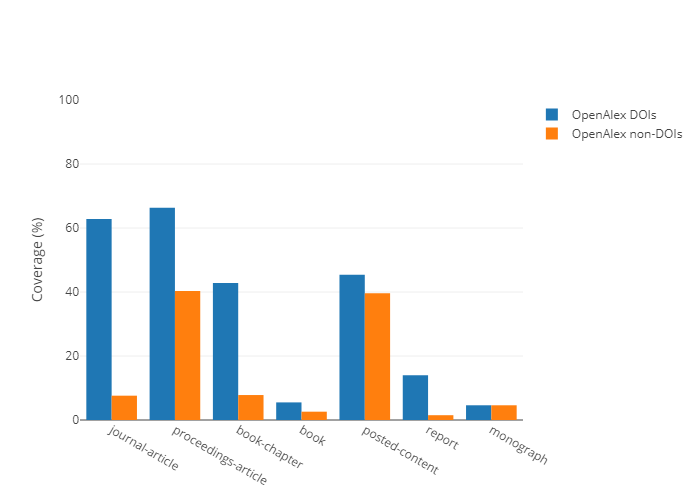 100
80
60
40
20
0
Coverage (%)
journal-article
proceedings-article
book-chapter
book
posted-content
report
monograph
OpenAlex DOIs
OpenAlex non-DOIs